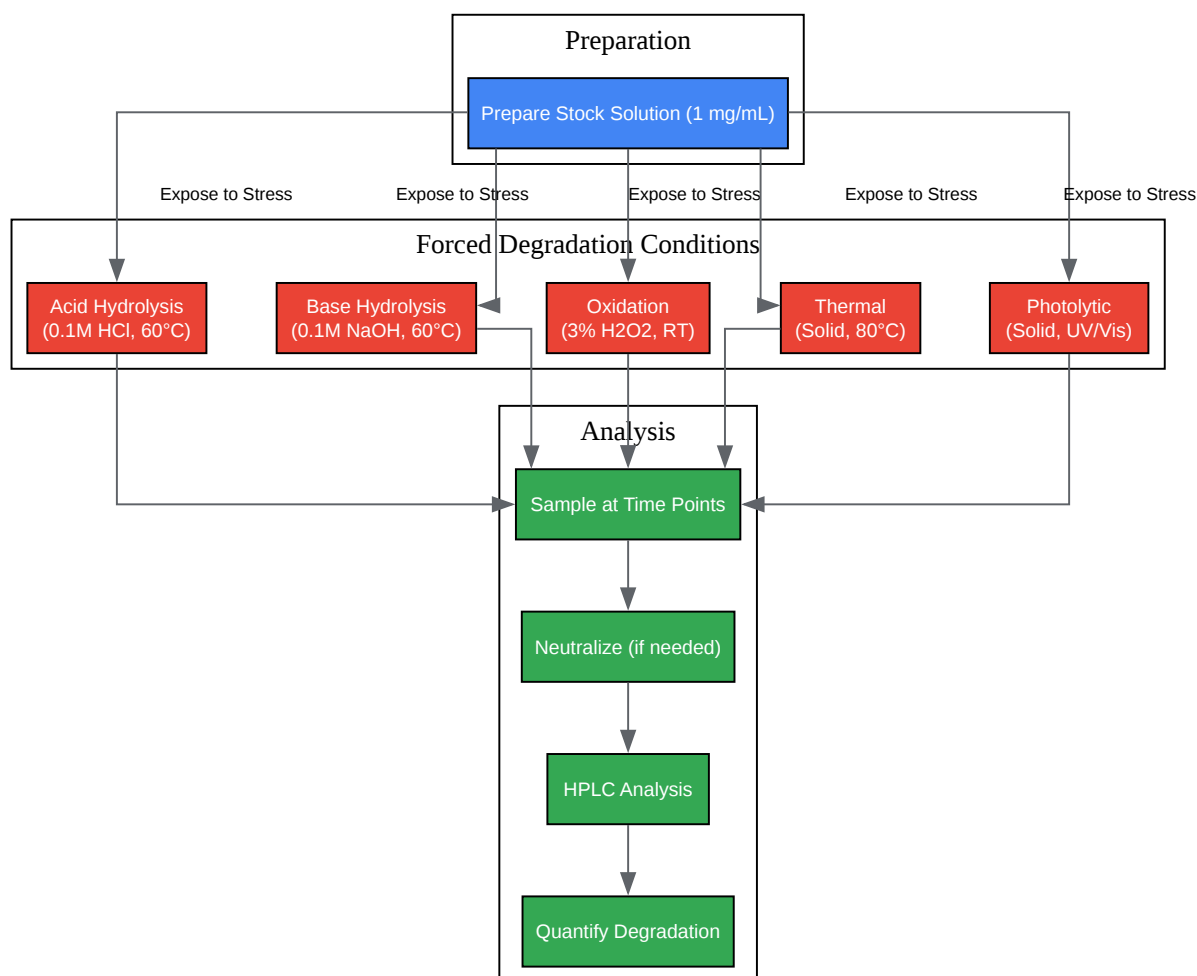 Preparation
Prepare Stock Solution (1 mg/mL)
Expose to Stress
Expose to Stress
Expose to Stress
Expose to Stress
Expose to Stress
Forced Degradation Conditions
Acid Hydrolysis
(0.1M HCl, 60°C)
Base Hydrolysis
(0.1M NaOH, 60°C)
Oxidation
(3% H2O2, RT)
Thermal
(Solid, 80°C)
Photolytic
(Solid, UV/Vis)
Analysis
Sample at Time Points
Neutralize (if needed)
HPLC Analysis
Quantify Degradation